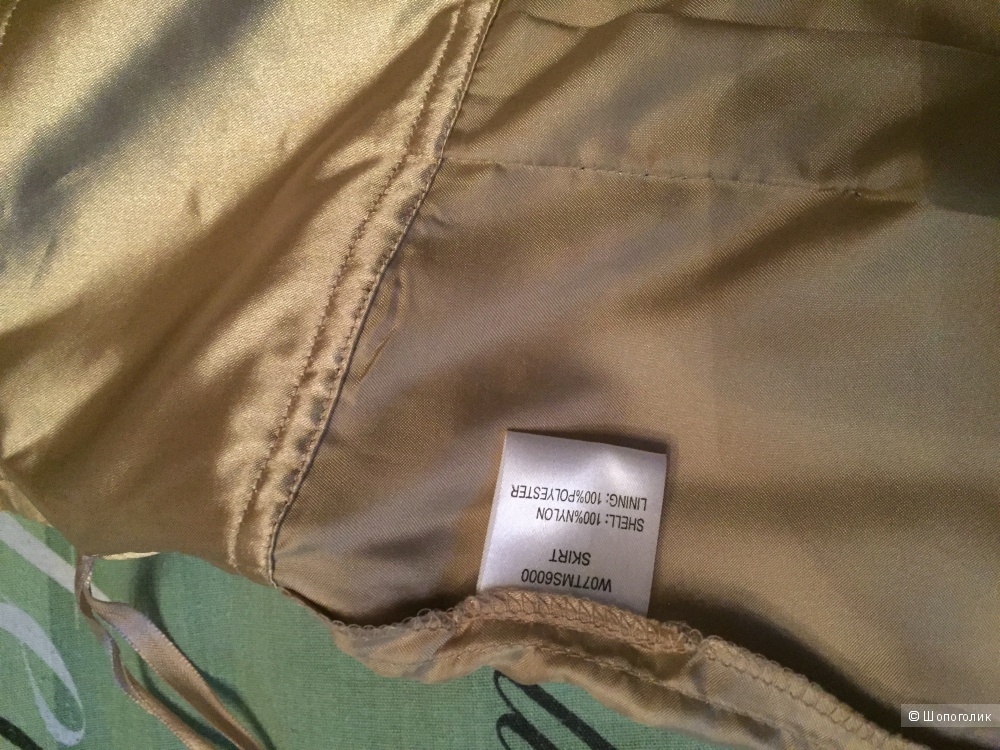 W07TMS6000
SKIRT
SHELL: 100%NYLON
LINING: 100%POLYESTER
© Шопоголик